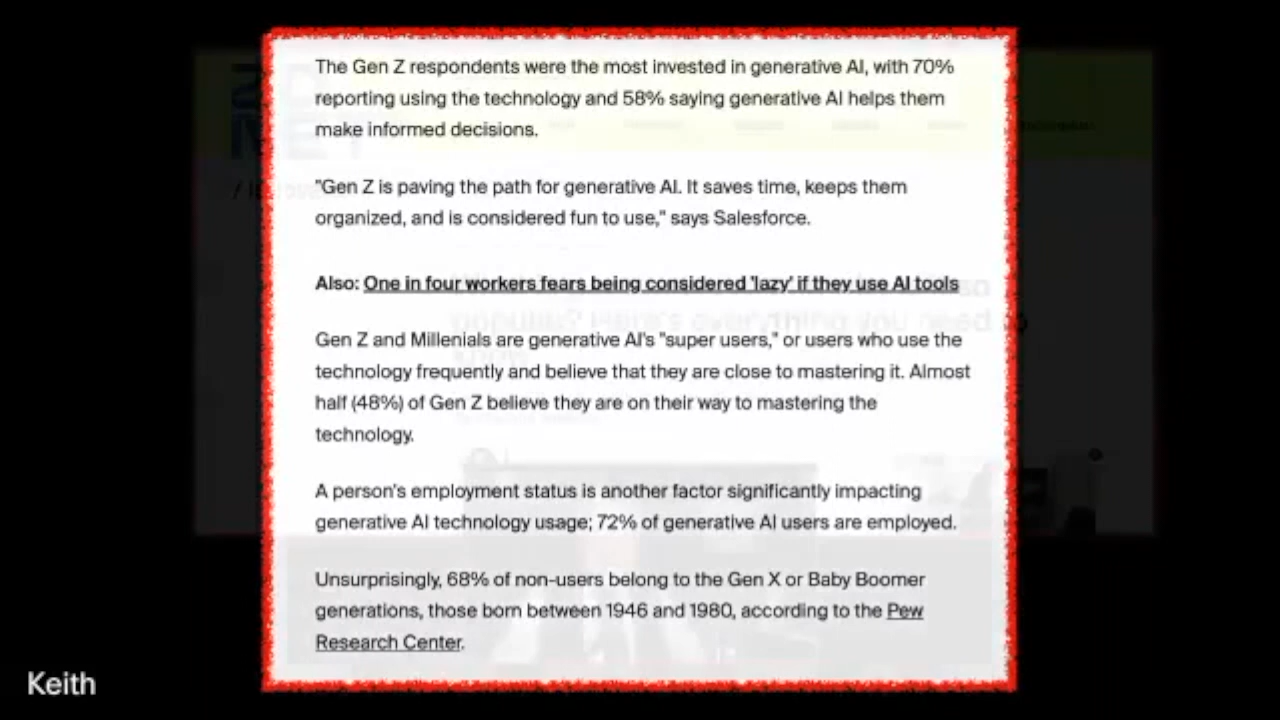 The Gen Z respondents were the most invested in generative AI, with 70%
reporting using the technology and 58% saying generative AI helps them
make informed decisions.
"Gen Z is paving the path for generative AI. It saves time, keeps them
organized, and is considered fun to use," says Salesforce.
Also: One in four workers fears being considered 'lazy' if they use AI tools
Gen Z and Millenials are generative AI's "super users," or users who use the
technology frequently and believe that they are close to mastering it. Almost
half (48%) of Gen Z believe they are on their way to mastering the
technology.
A person's employment status is another factor significantly impacting
generative AI technology usage; 72% of generative AI users are employed.
Unsurprisingly, 68% of non-users belong to the Gen X or Baby Boomer
generations, those born between 1946 and 1980, according to the Pew
Research Center.
Keith